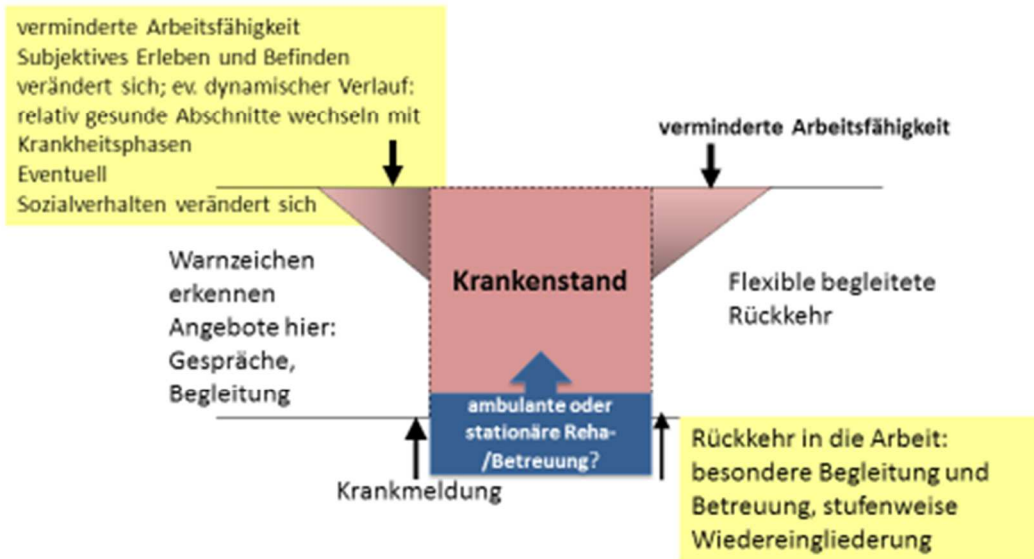 verminderte Arbeitsfähigkeit
Subjektives Erleben und Befinden
verändert sich; ev. dynamischer Verlauf:
relativ gesunde Abschnitte wechseln mit
Krankheitsphasen
Eventuell
Sozialverhalten verändert sich
verminderte Arbeitsfähigkeit
Warnzeichen
erkennen
Angebote hier:
Gespräche,
Begleitung
Krankenstand
Flexible begleitete
Rückkehr
ambulante oder
stationäre Reha-
/Betreuung?
Krankmeldung
Rückkehr in die Arbeit:
besondere Begleitung und
Betreuung, stufenweise
Wiedereingliederung